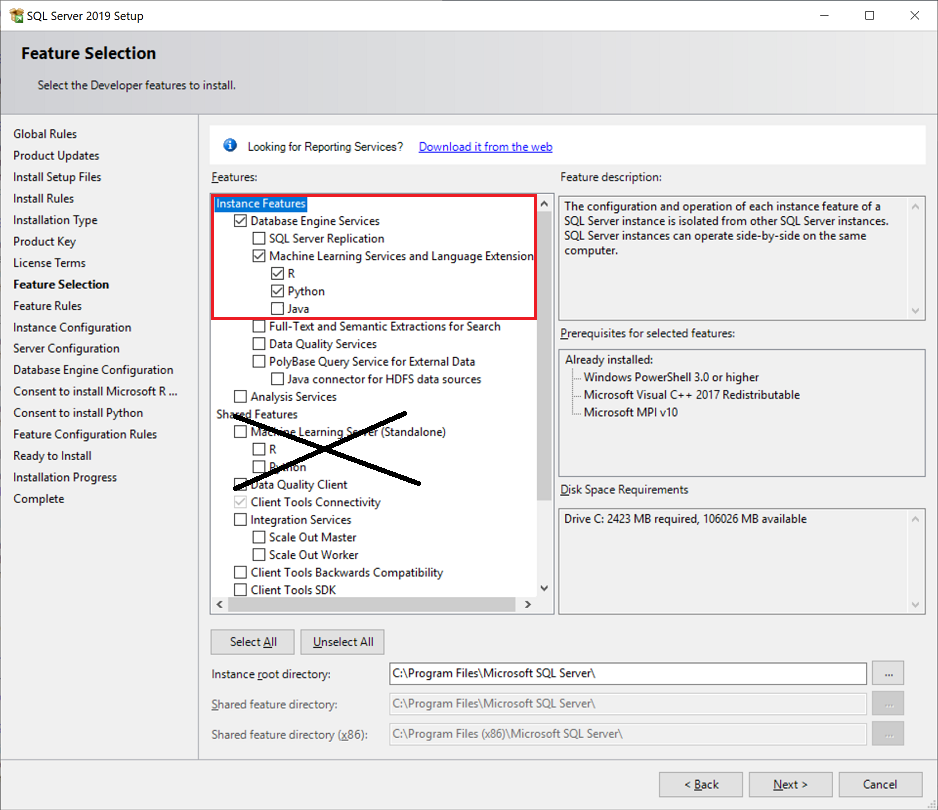 SQL Server 2019 Setup
Feature Selection
Select the Developer features to install.
Global Rules
Product Updates
Install Setup Files
Install Rules
Installation Type
Product Key
License Terms
Feature Selection
Feature Rules
Instance Configuration
Server Configuration
Database Engine Configuration
Consent to install Microsoft R ...
Consent to install Python
Feature Configuration Rules
Ready to Install
Installation Progress
Complete
Looking for Reporting Services? Download it from the web
Features:
Instance Features
Database Engine Services
SQL Server Replication
Machine Learning Services and Language Extension
R
Python
Java
Full-Text and Semantic Extractions for Search
Data Quality Services
PolyBase Query Service for External Data
Java connector for HDFS data sources
Analysis Services
Shared Features
Machine Learning Server (Standalone)
R
Python
Data Quality Client
Client Tools Connectivity
Integration Services
Scale Out Master
Scale Out Worker
Client Tools Backwards Compatibility
Client Tools SDK
Feature description:
The configuration and operation of each instance feature of a
SQL Server instance is isolated from other SQL Server instances.
SQL Server instances can operate side-by-side on the same
computer.
Prerequisites for selected features:
Already installed:
Windows PowerShell 3.0 or higher
Microsoft Visual C++ 2017 Redistributable
Microsoft MPI v10
Disk Space Requirements
Drive C: 2423 MB required, 106026 MB available
Select All
Unselect All
Instance root directory: C:\Program Files\Microsoft SQL Server\ ...
Shared feature directory: C:\Program Files\Microsoft SQL Server\ ...
Shared feature directory (x86): C:\Program Files (x86)\Microsoft SQL Server\ ...
< Back
Next >
Cancel